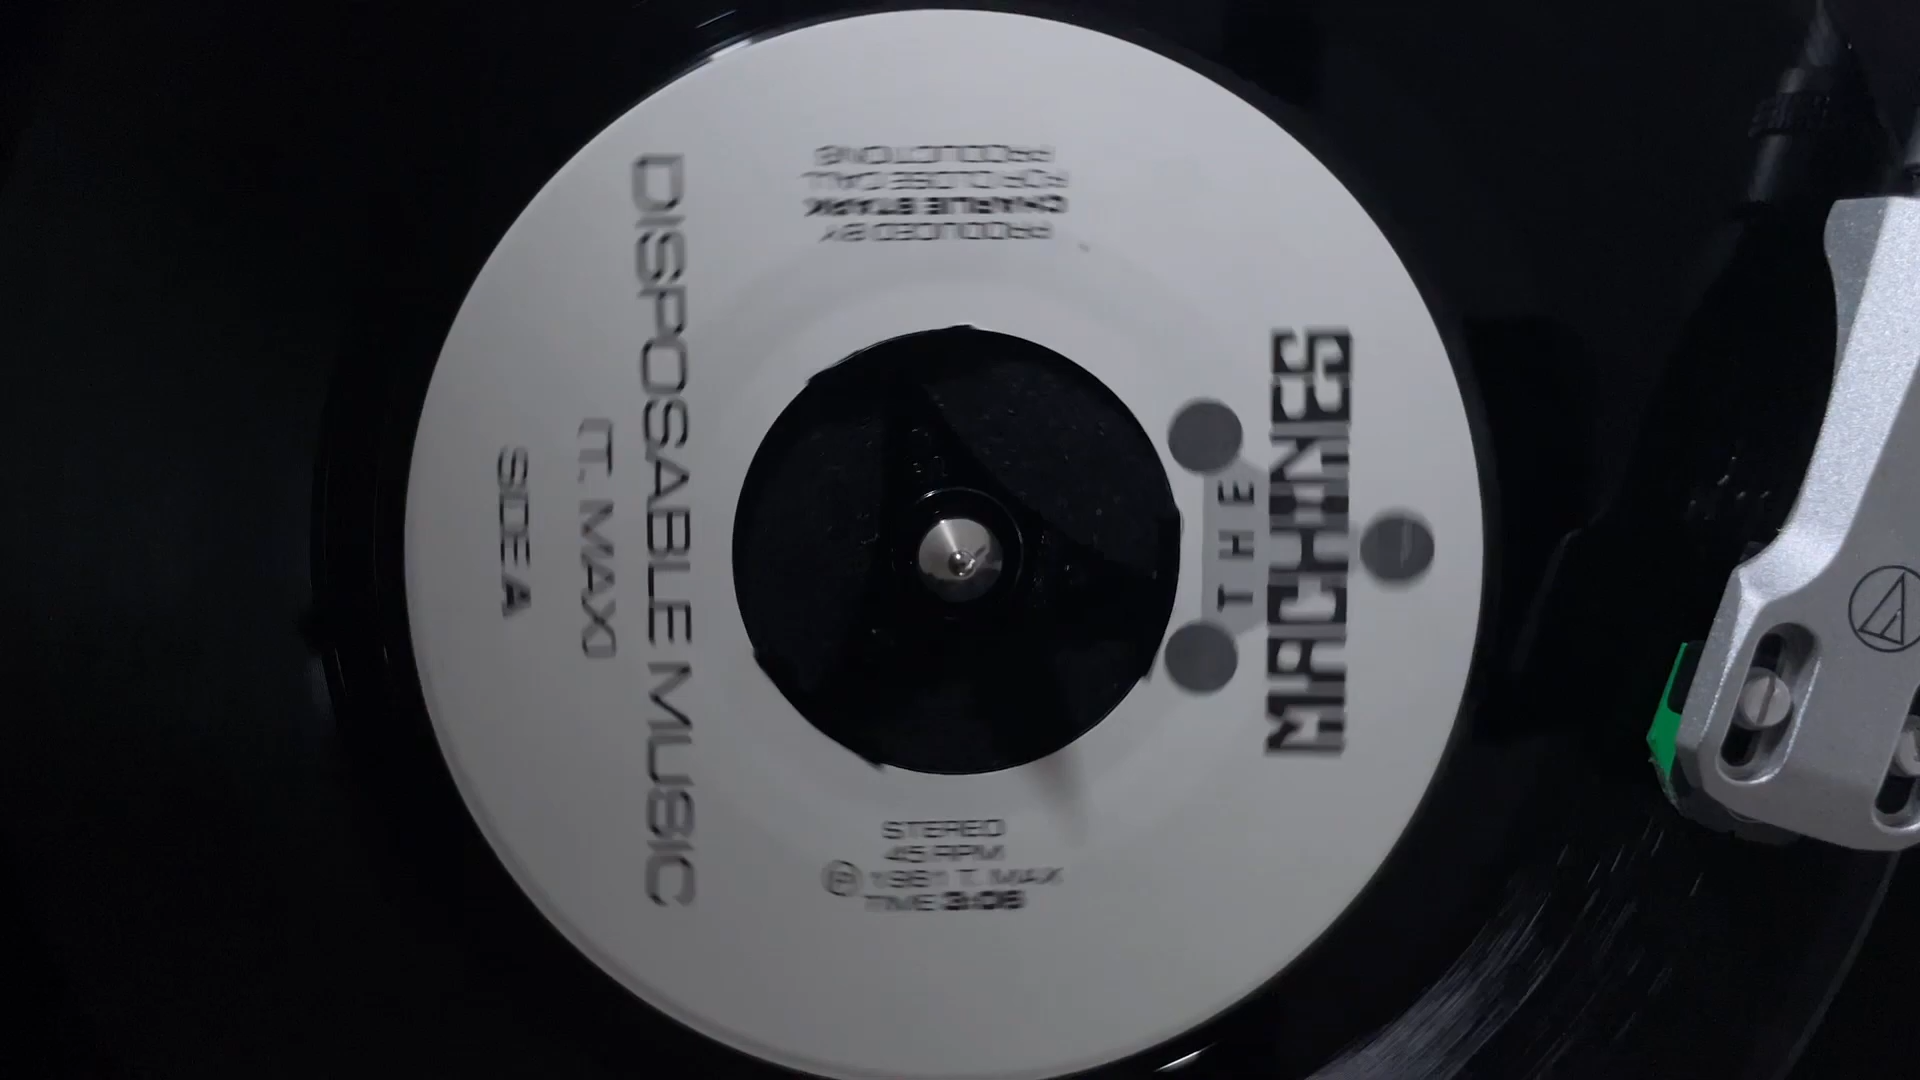 THE
MACHINES
PRODUCED BY
CHARLIE STARK
FOR CLOSE CALL
PRODUCTIONS
STEREO
45 RPM
Ⓟ 1981 T. MAX
TIME 3:06
DISPOSABLE MUSIC
(T. MAX)
SIDE A